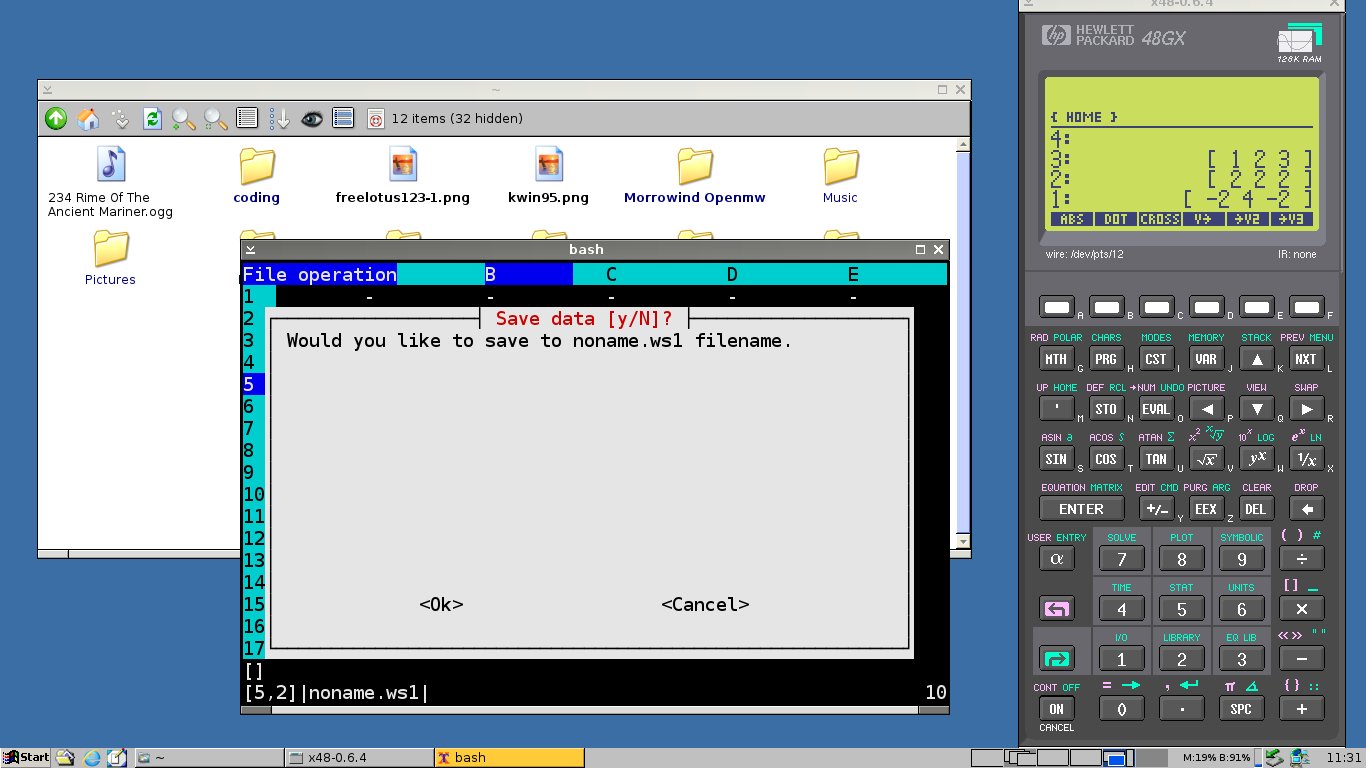 x48-0.6.4
HEWLETT
PACKARD 48GX
128K RAM
~
12 items (32 hidden)
234 Rime Of The
Ancient Mariner.ogg
coding
freelotus123-1.png
kwin95.png
Morrowind Openmw
Music
Pictures
bash
File operation B C D E
1 - - - - -
2 Save data [y/N]?
3 Would you like to save to noname.ws1 filename.
4
5
6
7
8
9
10
11
12
13
14
15 <Ok> <Cancel>
16
17
[]
[5,2]|noname.ws1| 10
{ HOME }
4:
3: [ 1 2 3 ]
2: [ 2 2 2 ]
1: [ -2 4 -2 ]
ABS DOT CROSS V→ →V2 →V3
wire: /dev/pts/12 IR: none
A B C D E F
RAD POLAR CHARS MODES MEMORY STACK PREV MENU
MTH G PRG H CST I VAR J ▲ K NXT L
UP HOME DEF RCL →NUM UNDO PICTURE VIEW SWAP
' M STO N EVAL O ◀ P ▼ Q ▶ R
ASIN ∂ ACOS ∫ ATAN Σ x² ˣ√y 10ˣ LOG eˣ LN
SIN S COS T TAN U √x V yˣ W 1/x X
EQUATION MATRIX EDIT CMD PURG ARG CLEAR DROP
ENTER +/− Y EEX Z DEL ←
USER ENTRY SOLVE PLOT SYMBOLIC ( ) #
α 7 8 9 ÷
TIME STAT UNITS [ ] _
4 5 6 ×
I/O LIBRARY EQ LIB «» " "
1 2 3 −
CONT OFF = → , ↵ π ∠ { } ::
ON 0 . SPC +
CANCEL
Start ~ x48-0.6.4 bash M:19% B:91% 11:31